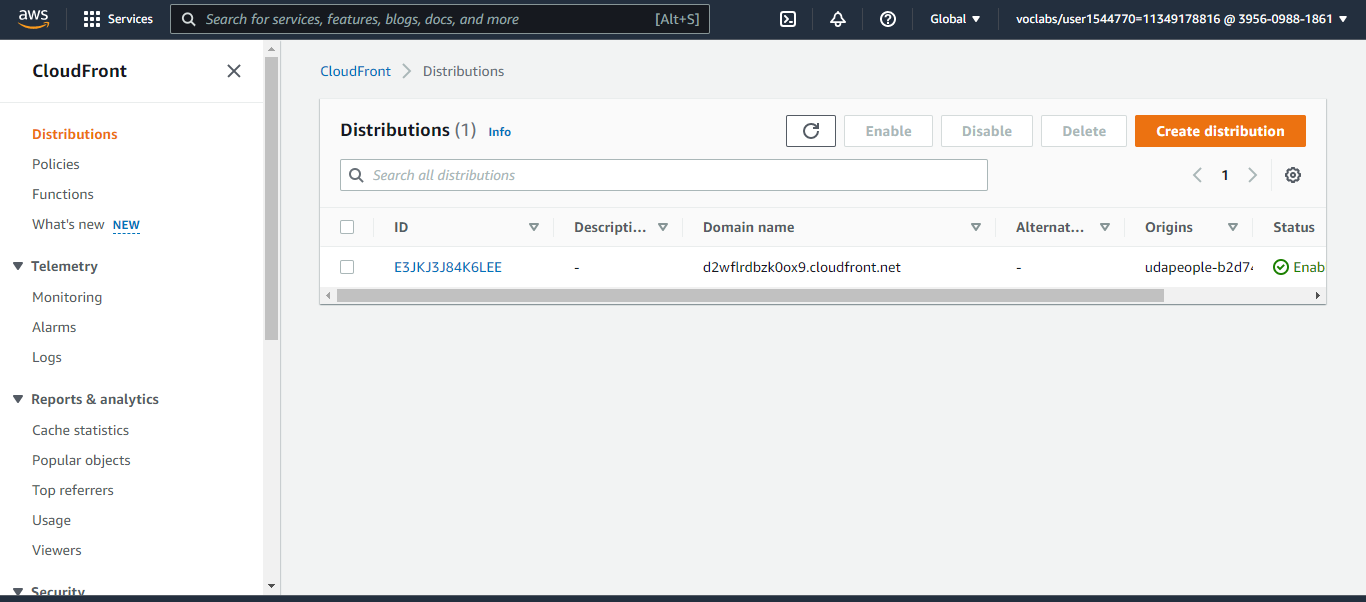 aws Services Search for services, features, blogs, docs, and more [Alt+S] Global voclabs/user1544770=11349178816 @ 3956-0988-1861
CloudFront
Distributions
Policies
Functions
What's new NEW
Telemetry
Monitoring
Alarms
Logs
Reports & analytics
Cache statistics
Popular objects
Top referrers
Usage
Viewers
Security
CloudFront Distributions
Distributions (1) Info Enable Disable Delete Create distribution
Search all distributions 1
ID Descripti... Domain name Alternat... Origins Status
E3JKJ3J84K6LEE - d2wflrdbzk0ox9.cloudfront.net - udapeople-b2d74 Enab